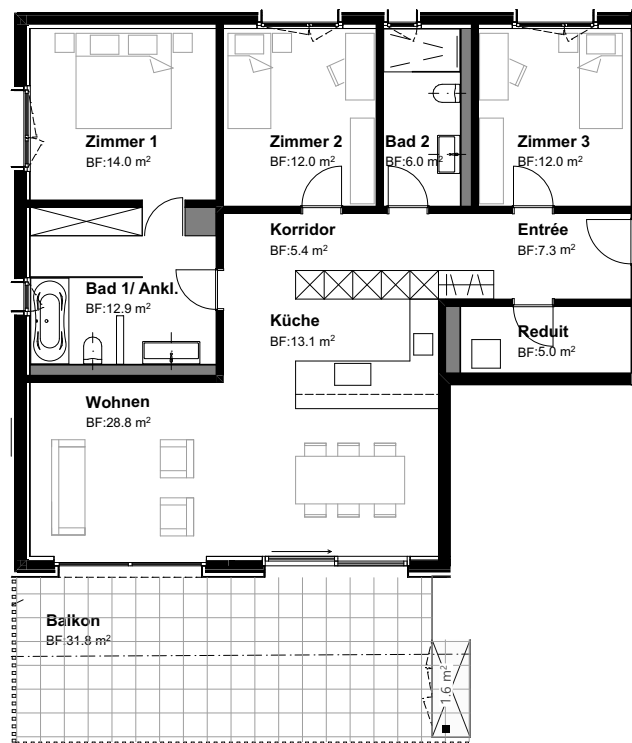 Zimmer 1
BF:14.0 m²
Zimmer 2
BF:12.0 m²
Bad 2
BF:6.0 m²
Zimmer 3
BF:12.0 m²
Korridor
BF:5.4 m²
Entrée
BF:7.3 m²
Bad 1/ Ankl.
BF:12.9 m²
Küche
BF:13.1 m²
Reduit
BF:5.0 m²
Wohnen
BF:28.8 m²
Balkon
BF:31.8 m²
1.6 m²